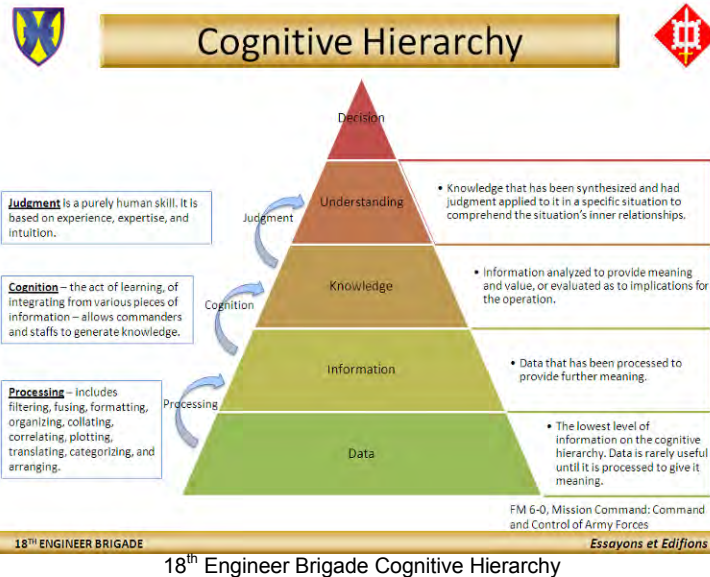 Cognitive Hierarchy
Decision
Understanding
Knowledge
Information
Data
Judgment
Cognition
Processing
Judgment is a purely human skill. It is
based on experience, expertise, and
intuition.
Cognition – the act of learning, of
integrating from various pieces of
information – allows commanders
and staffs to generate knowledge.
Processing – includes
filtering, fusing, formatting,
organizing, collating,
correlating, plotting,
translating, categorizing, and
arranging.
• Knowledge that has been synthesized and had
judgment applied to it in a specific situation to
comprehend the situation's inner relationships.
• Information analyzed to provide meaning
and value, or evaluated as to implications for
the operation.
• Data that has been processed to
provide further meaning.
• The lowest level of
information on the cognitive
hierarchy. Data is rarely useful
until it is processed to give it
meaning.
FM 6-0, Mission Command: Command
and Control of Army Forces
18TH ENGINEER BRIGADE
Essayons et Edifions
18th Engineer Brigade Cognitive Hierarchy